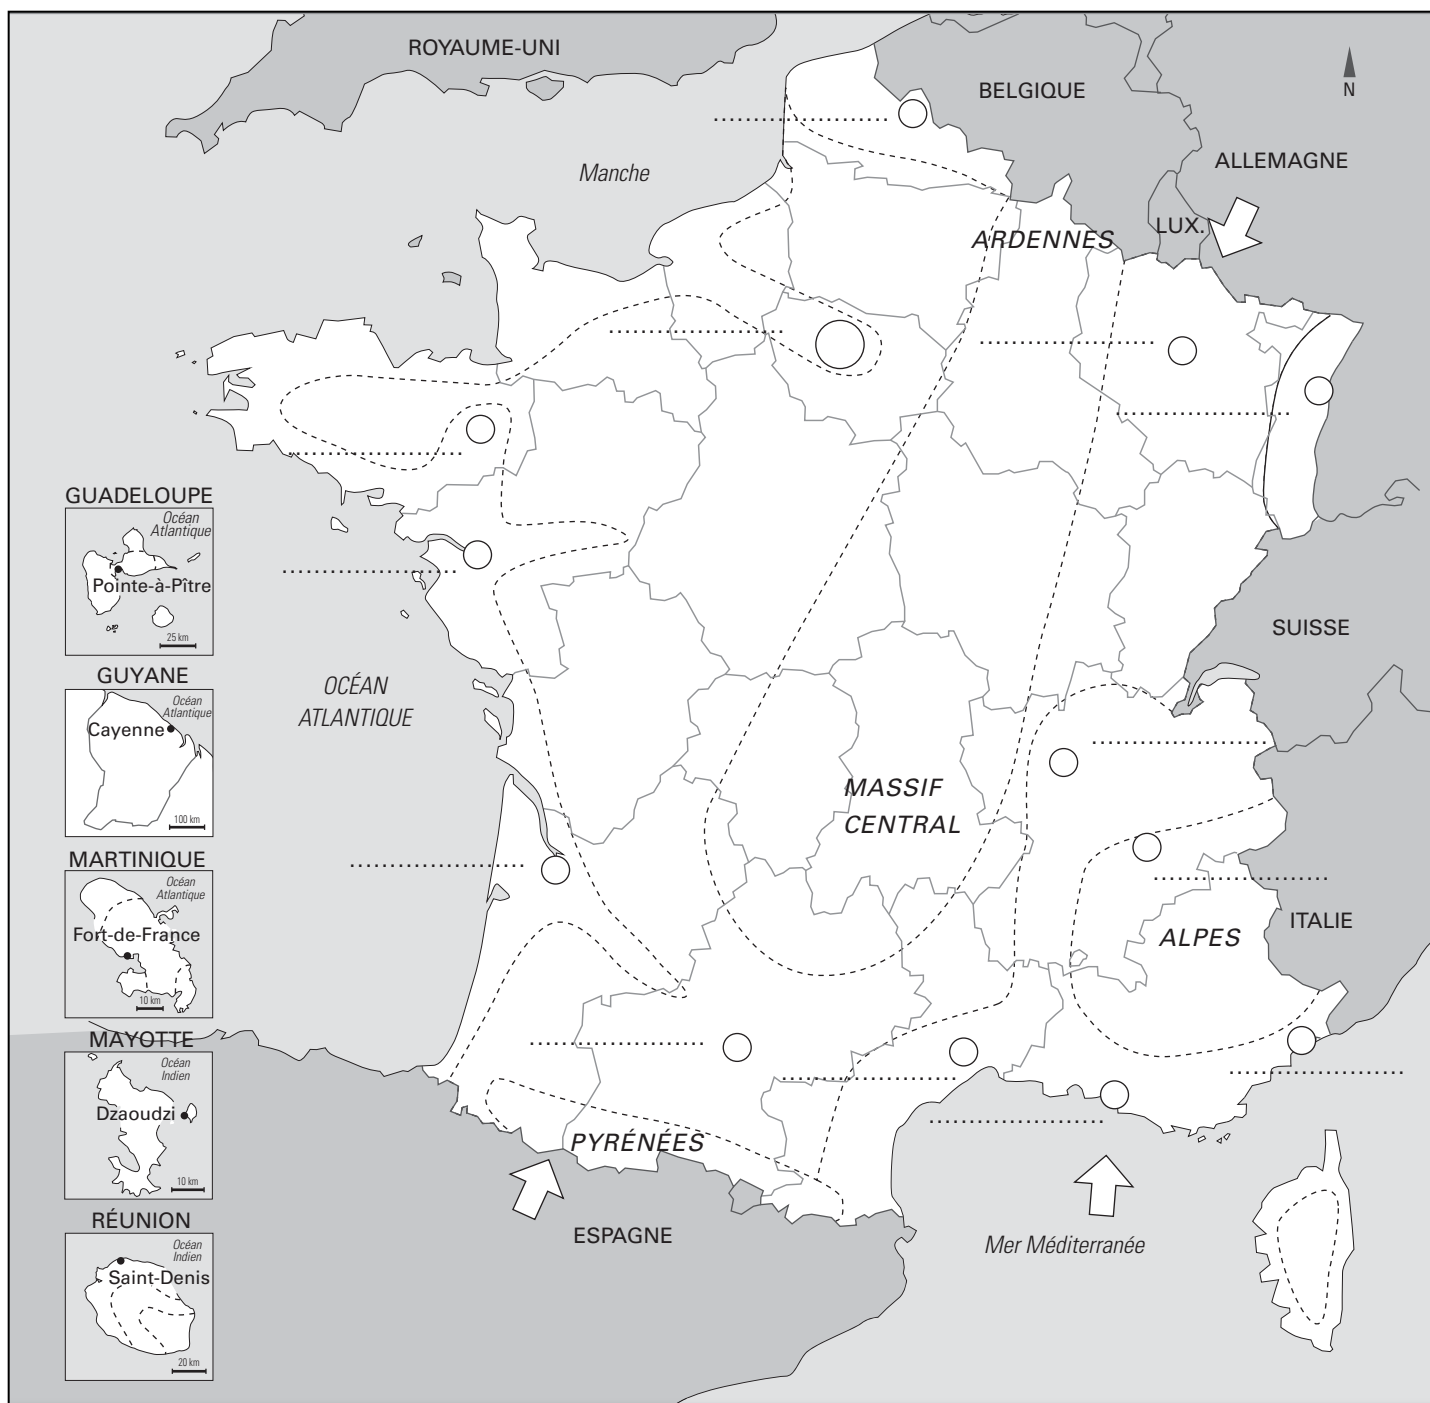 ROYAUME-UNI
BELGIQUE
N
ALLEMAGNE
Manche
LUX.
ARDENNES
GUADELOUPE
Océan
Atlantique
Pointe-à-Pître
25 km
SUISSE
GUYANE
Océan
Atlantique
Cayenne
100 km
OCÉAN
ATLANTIQUE
MASSIF
CENTRAL
MARTINIQUE
Océan
Atlantique
Fort-de-France
10 km
ITALIE
ALPES
MAYOTTE
Océan
Indien
Dzaoudzi
10 km
PYRÉNÉES
RÉUNION
Océan
Indien
Saint-Denis
20 km
ESPAGNE
Mer Méditerranée